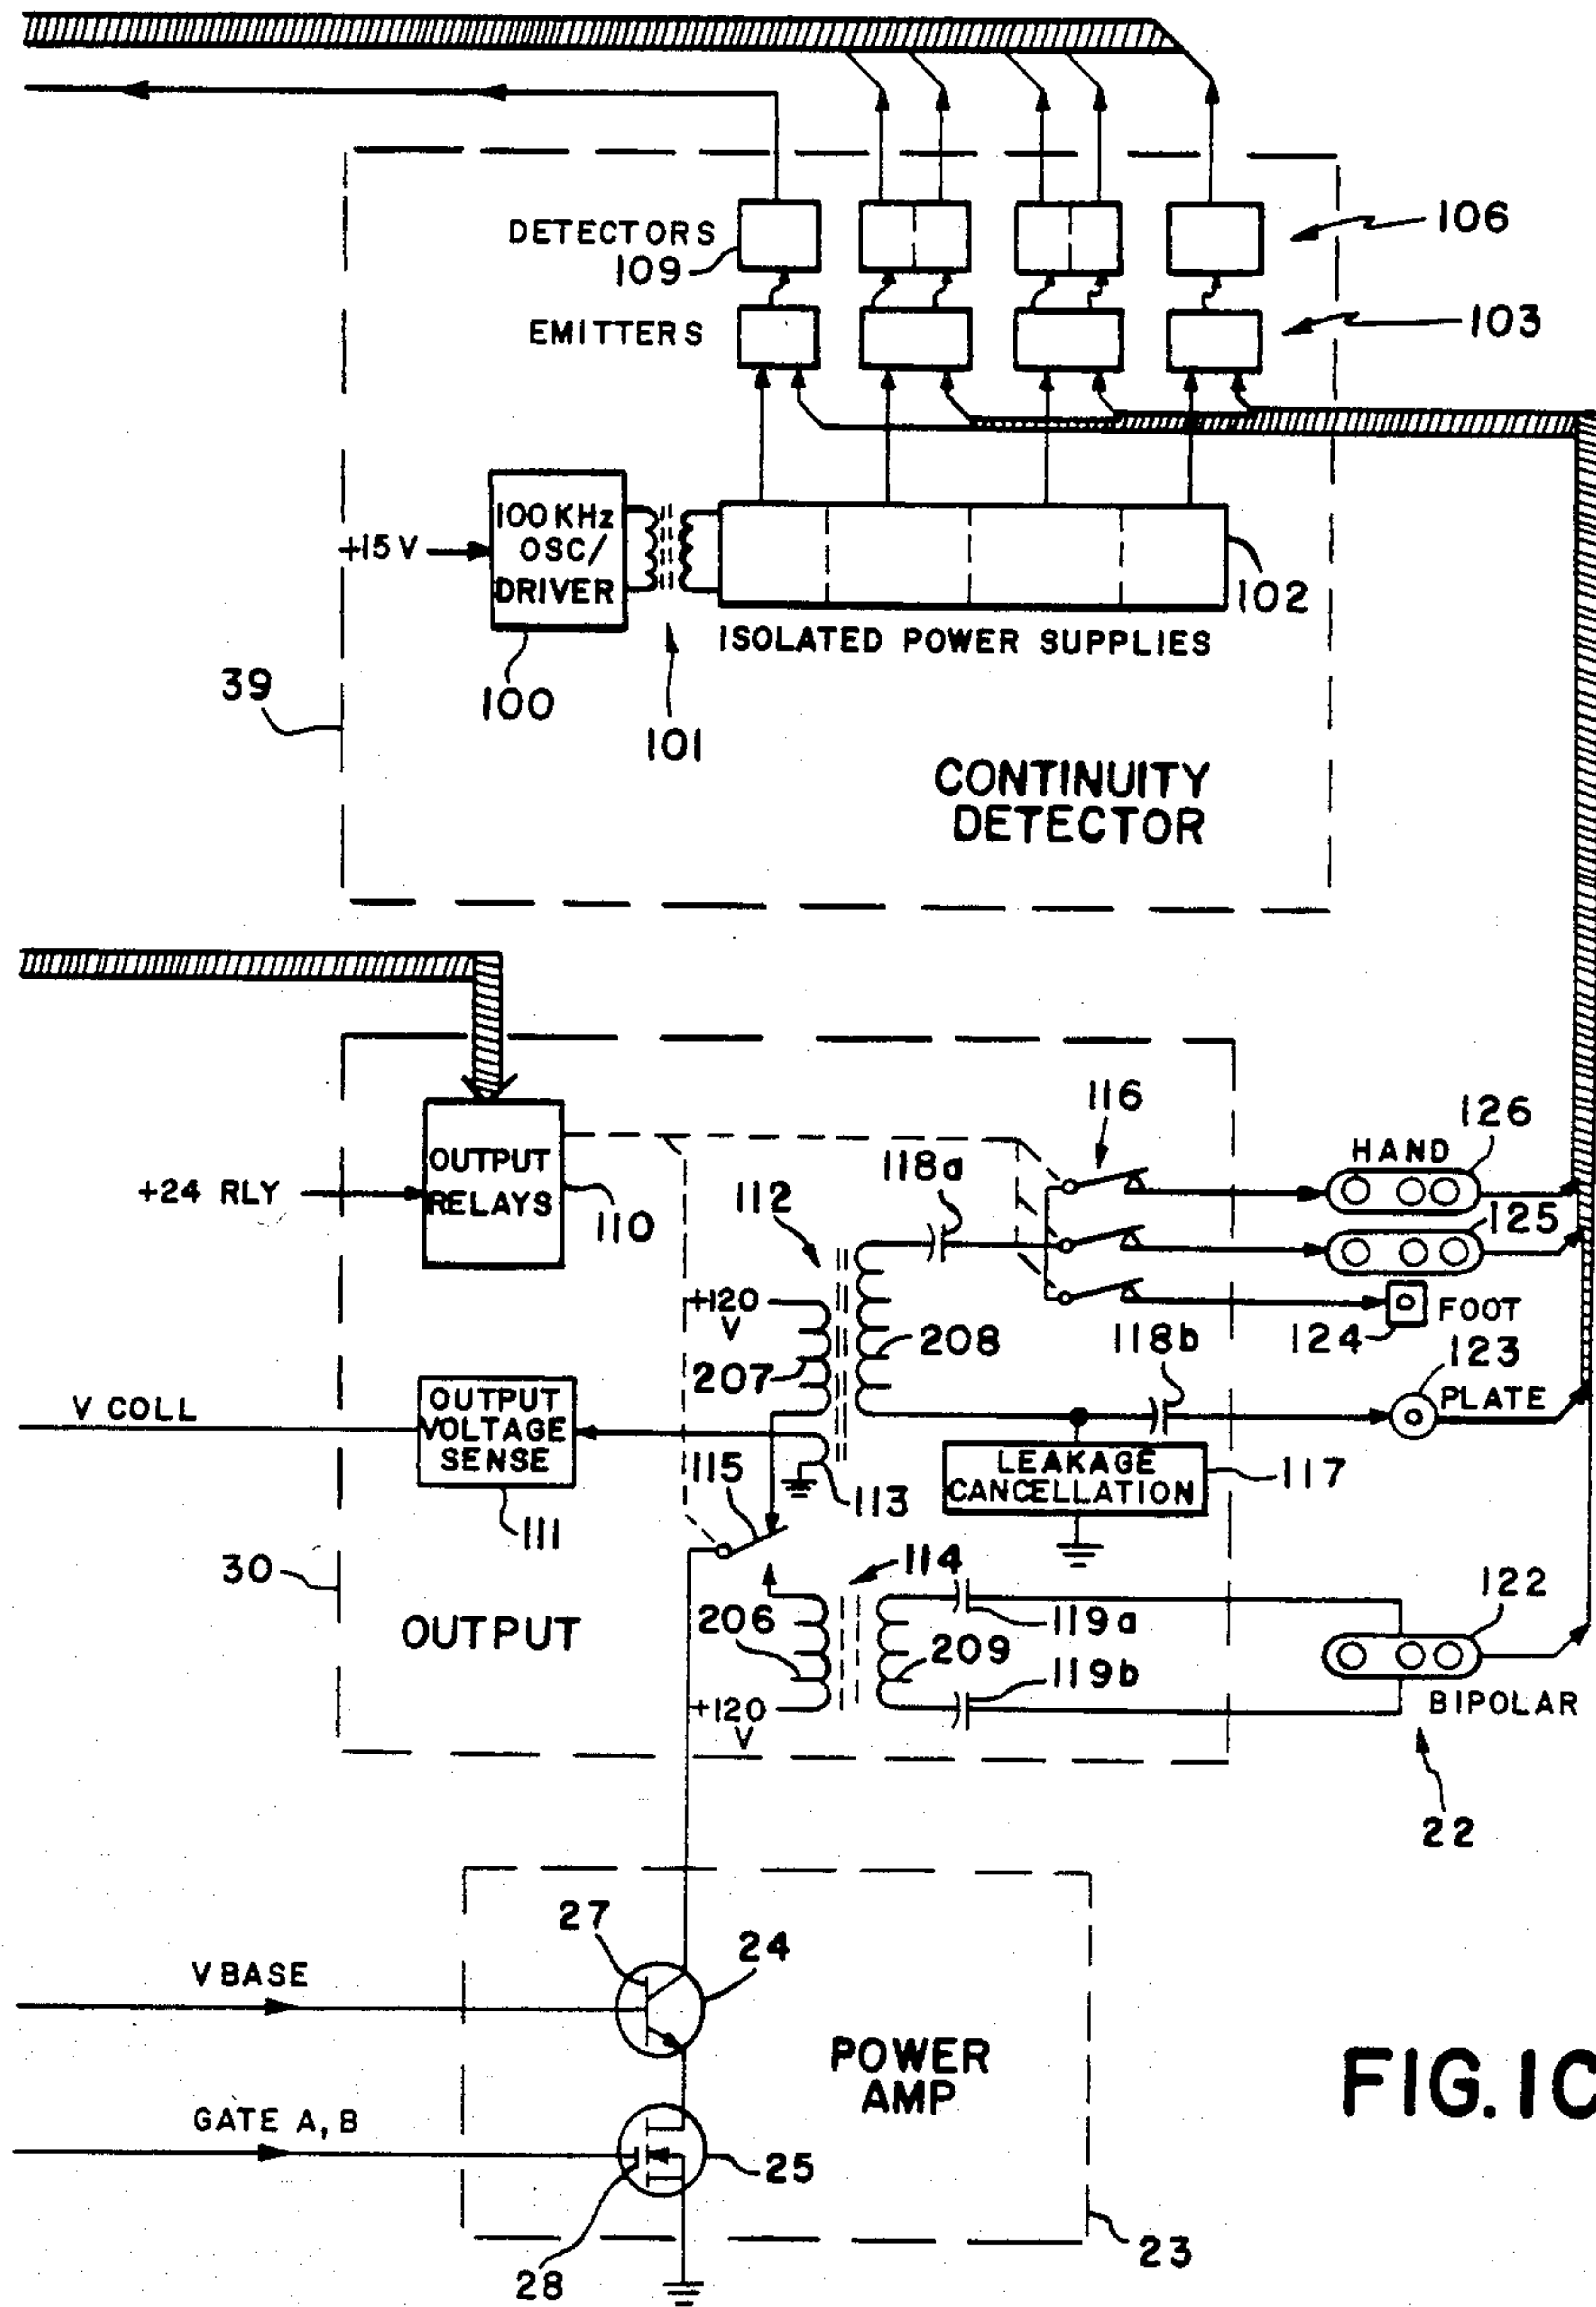 106
DETECTORS
109
EMITTERS
103
100 KHz
OSC/
DRIVER
+15 V
102
ISOLATED POWER SUPPLIES
39
100
101
CONTINUITY
DETECTOR
116
126
HAND
OUTPUT
RELAYS
118a
+24 RLY
112
110
125
+120
V
FOOT
208
118b
124
123
207
V COLL
OUTPUT
VOLTAGE
SENSE
PLATE
115
LEAKAGE
CANCELLATION
117
113
111
30
114
122
119a
OUTPUT
206
209
119b
+120
V
BIPOLAR
22
27
24
V BASE
POWER
AMP
FIG. 1C
GATE A, B
25
23
28